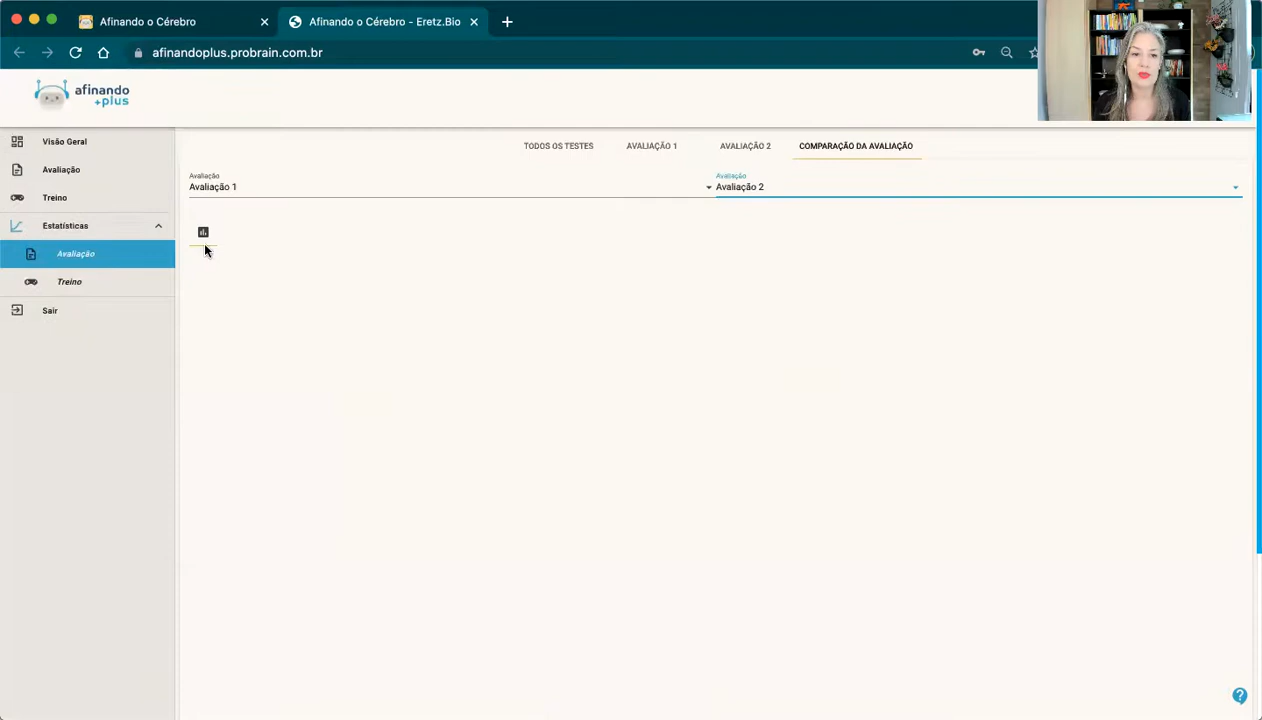 Afinando o Cérebro
Afinando o Cérebro - Eretz.Bio
afinandoplus.probrain.com.br
afinando
+plus
Visão Geral
Avaliação
Treino
Estatísticas
Avaliação
Treino
Sair
TODOS OS TESTES
AVALIAÇÃO 1
AVALIAÇÃO 2
COMPARAÇÃO DA AVALIAÇÃO
Avaliação
Avaliação 1
Avaliação
Avaliação 2